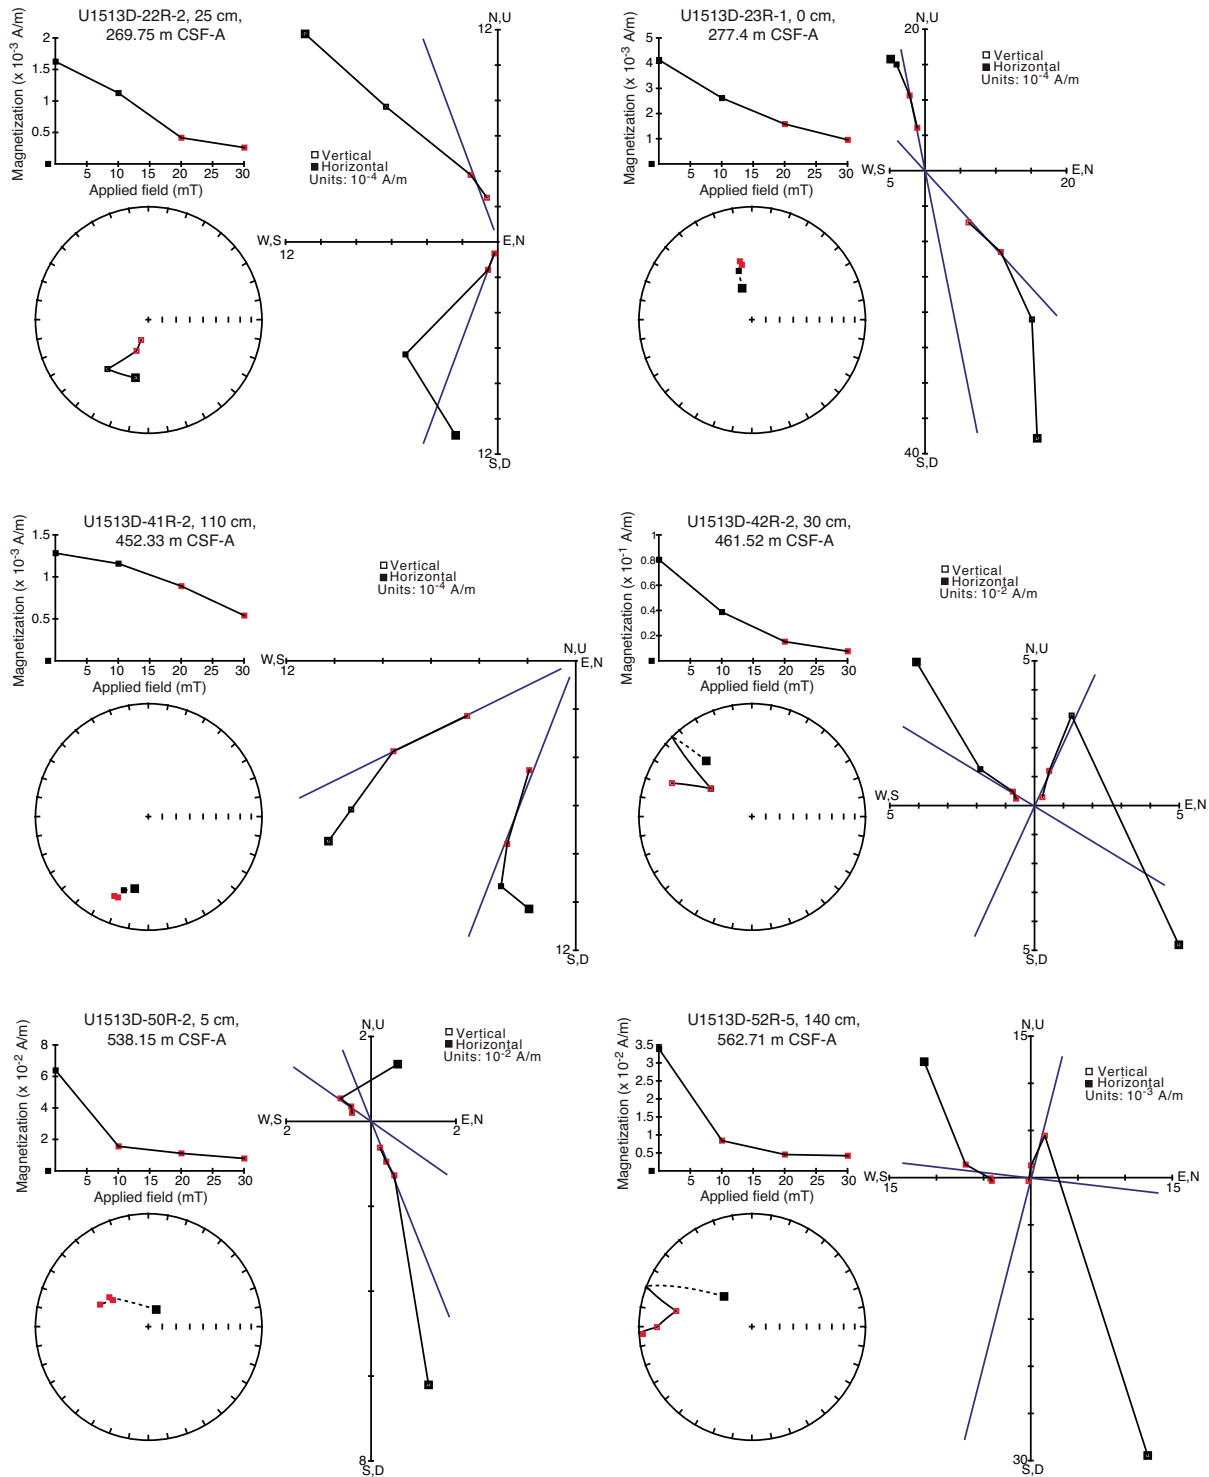 U1513D-22R-2, 25 cm,
269.75 m CSF-A
Magnetization (x 10-3 A/m)
2
1.5
1
0.5
5 10 15 20 25 30
Applied field (mT)
N,U
12
Vertical
Horizontal
Units: 10-4 A/m
W,S
12
E,N
12
S,D
U1513D-23R-1, 0 cm,
277.4 m CSF-A
Magnetization (x 10-3 A/m)
5
4
3
2
1
5 10 15 20 25 30
Applied field (mT)
N,U
20
Vertical
Horizontal
Units: 10-4 A/m
W,S
5
E,N
20
40
S,D
U1513D-41R-2, 110 cm,
452.33 m CSF-A
Magnetization (x 10-3 A/m)
1.5
1
0.5
5 10 15 20 25 30
Applied field (mT)
Vertical
Horizontal
Units: 10-4 A/m
N,U
W,S
12
E,N
12
S,D
U1513D-42R-2, 30 cm,
461.52 m CSF-A
Magnetization (x 10-1 A/m)
1
0.8
0.6
0.4
0.2
5 10 15 20 25 30
Applied field (mT)
Vertical
Horizontal
Units: 10-2 A/m
N,U
5
W,S
5
E,N
5
5
S,D
U1513D-50R-2, 5 cm,
538.15 m CSF-A
Magnetization (x 10-2 A/m)
8
6
4
2
5 10 15 20 25 30
Applied field (mT)
N,U
2
Vertical
Horizontal
Units: 10-2 A/m
W,S
2
E,N
2
8
S,D
U1513D-52R-5, 140 cm,
562.71 m CSF-A
Magnetization (x 10-2 A/m)
3.5
3
2.5
2
1.5
1
0.5
5 10 15 20 25 30
Applied field (mT)
N,U
15
Vertical
Horizontal
Units: 10-3 A/m
W,S
15
E,N
15
30
S,D